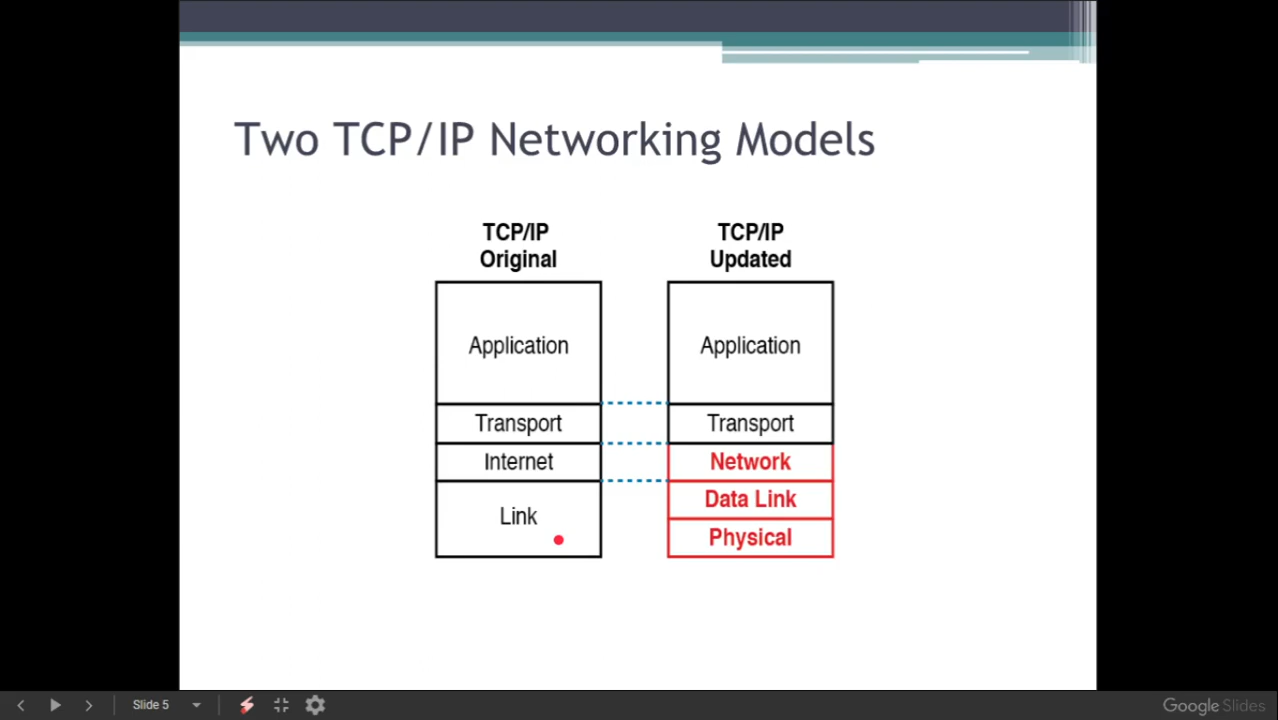 Two TCP/IP Networking Models
TCP/IP
Original
Application
Transport
Internet
Link
TCP/IP
Updated
Application
Transport
Network
Data Link
Physical
Slide 5
Google Slides